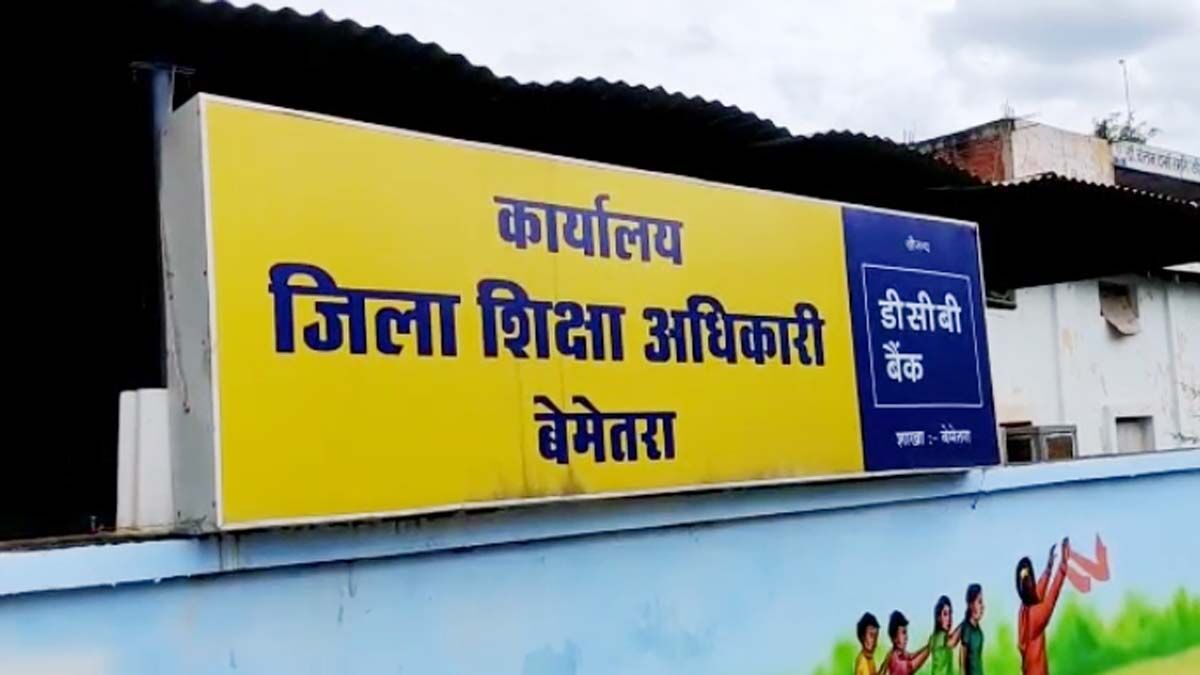 कार्यालय
जिला शिक्षा अधिकारी
बेमेतरा
सौजन्य
डीसीबी
बैंक
शाखा :- बेमेतरा